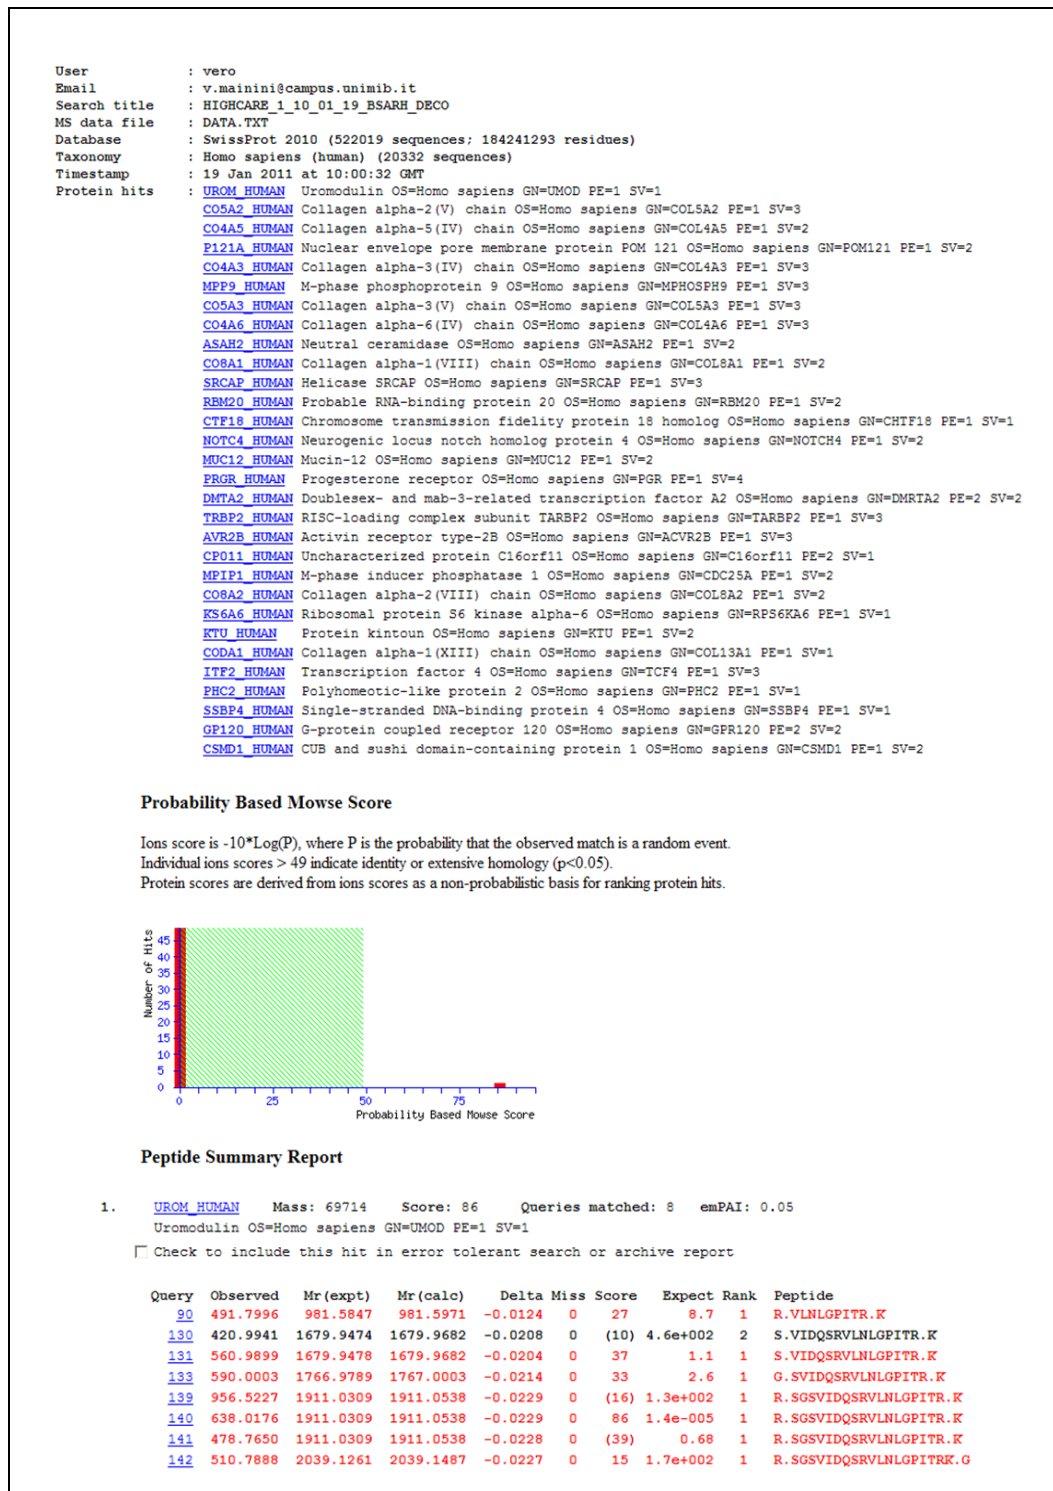 User : vero
Email : v.mainini@campus.unimib.it
Search title : HIGHCARE_1_10_01_19_BSARH_DECO
MS data file : DATA.TXT
Database : SwissProt 2010 (522019 sequences; 184241293 residues)
Taxonomy : Homo sapiens (human) (20332 sequences)
Timestamp : 19 Jan 2011 at 10:00:32 GMT
Protein hits : UROM_HUMAN Uromodulin OS=Homo sapiens GN=UMOD PE=1 SV=1
CO5A2_HUMAN Collagen alpha-2(V) chain OS=Homo sapiens GN=COL5A2 PE=1 SV=3
CO4A5_HUMAN Collagen alpha-5(IV) chain OS=Homo sapiens GN=COL4A5 PE=1 SV=2
P121A_HUMAN Nuclear envelope pore membrane protein POM 121 OS=Homo sapiens GN=POM121 PE=1 SV=2
CO4A3_HUMAN Collagen alpha-3(IV) chain OS=Homo sapiens GN=COL4A3 PE=1 SV=3
MPP9_HUMAN M-phase phosphoprotein 9 OS=Homo sapiens GN=MPHOSPH9 PE=1 SV=3
CO5A3_HUMAN Collagen alpha-3(V) chain OS=Homo sapiens GN=COL5A3 PE=1 SV=3
CO4A6_HUMAN Collagen alpha-6(IV) chain OS=Homo sapiens GN=COL4A6 PE=1 SV=3
ASAH2_HUMAN Neutral ceramidase OS=Homo sapiens GN=ASAH2 PE=1 SV=2
CO8A1_HUMAN Collagen alpha-1(VIII) chain OS=Homo sapiens GN=COL8A1 PE=1 SV=2
SRCAP_HUMAN Helicase SRCAP OS=Homo sapiens GN=SRCAP PE=1 SV=3
RBM20_HUMAN Probable RNA-binding protein 20 OS=Homo sapiens GN=RBM20 PE=1 SV=2
CTF18_HUMAN Chromosome transmission fidelity protein 18 homolog OS=Homo sapiens GN=CHTF18 PE=1 SV=1
NOTC4_HUMAN Neurogenic locus notch homolog protein 4 OS=Homo sapiens GN=NOTCH4 PE=1 SV=2
MUC12_HUMAN Mucin-12 OS=Homo sapiens GN=MUC12 PE=1 SV=2
PRGR_HUMAN Progesterone receptor OS=Homo sapiens GN=PGR PE=1 SV=4
DMTA2_HUMAN Doublesex- and mab-3-related transcription factor A2 OS=Homo sapiens GN=DMRTA2 PE=2 SV=2
TRBP2_HUMAN RISC-loading complex subunit TARBP2 OS=Homo sapiens GN=TARBP2 PE=1 SV=3
AVR2B_HUMAN Activin receptor type-2B OS=Homo sapiens GN=ACVR2B PE=1 SV=3
CP011_HUMAN Uncharacterized protein C16orf11 OS=Homo sapiens GN=C16orf11 PE=2 SV=1
MPIP1_HUMAN M-phase inducer phosphatase 1 OS=Homo sapiens GN=CDC25A PE=1 SV=2
CO8A2_HUMAN Collagen alpha-2(VIII) chain OS=Homo sapiens GN=COL8A2 PE=1 SV=2
KS6A6_HUMAN Ribosomal protein S6 kinase alpha-6 OS=Homo sapiens GN=RPS6KA6 PE=1 SV=1
KTU_HUMAN Protein kintoun OS=Homo sapiens GN=KTU PE=1 SV=2
CODA1_HUMAN Collagen alpha-1(XIII) chain OS=Homo sapiens GN=COL13A1 PE=1 SV=1
ITF2_HUMAN Transcription factor 4 OS=Homo sapiens GN=TCF4 PE=1 SV=3
PHC2_HUMAN Polyhomeotic-like protein 2 OS=Homo sapiens GN=PHC2 PE=1 SV=1
SSBP4_HUMAN Single-stranded DNA-binding protein 4 OS=Homo sapiens GN=SSBP4 PE=1 SV=1
GP120_HUMAN G-protein coupled receptor 120 OS=Homo sapiens GN=GPR120 PE=2 SV=2
CSMD1_HUMAN CUB and sushi domain-containing protein 1 OS=Homo sapiens GN=CSMD1 PE=1 SV=2
Probability Based Mowse Score
Ions score is -10*Log(P), where P is the probability that the observed match is a random event.
Individual ions scores > 49 indicate identity or extensive homology (p<0.05).
Protein scores are derived from ions scores as a non-probabilistic basis for ranking protein hits.
Number of Hits
45
40
35
30
25
20
15
10
5
0
0 25 50 75
Probability Based Mowse Score
Peptide Summary Report
1. UROM_HUMAN Mass: 69714 Score: 86 Queries matched: 8 emPAI: 0.05
Uromodulin OS=Homo sapiens GN=UMOD PE=1 SV=1
Check to include this hit in error tolerant search or archive report
Query Observed Mr(expt) Mr(calc) Delta Miss Score Expect Rank Peptide
90 491.7996 981.5847 981.5971 -0.0124 0 27 8.7 1 R.VLNLGPITR.K
130 420.9941 1679.9474 1679.9682 -0.0208 0 (10) 4.6e+002 2 S.VIDQSRVLNLGPITR.K
131 560.9899 1679.9478 1679.9682 -0.0204 0 37 1.1 1 S.VIDQSRVLNLGPITR.K
133 590.0003 1766.9789 1767.0003 -0.0214 0 33 2.6 1 G.SVIDQSRVLNLGPITR.K
139 956.5227 1911.0309 1911.0538 -0.0229 0 (16) 1.3e+002 1 R.SGSVIDQSRVLNLGPITR.K
140 638.0176 1911.0309 1911.0538 -0.0229 0 86 1.4e-005 1 R.SGSVIDQSRVLNLGPITR.K
141 478.7650 1911.0309 1911.0538 -0.0228 0 (39) 0.68 1 R.SGSVIDQSRVLNLGPITR.K
142 510.7888 2039.1261 2039.1487 -0.0227 0 15 1.7e+002 1 R.SGSVIDQSRVLNLGPITRK.G